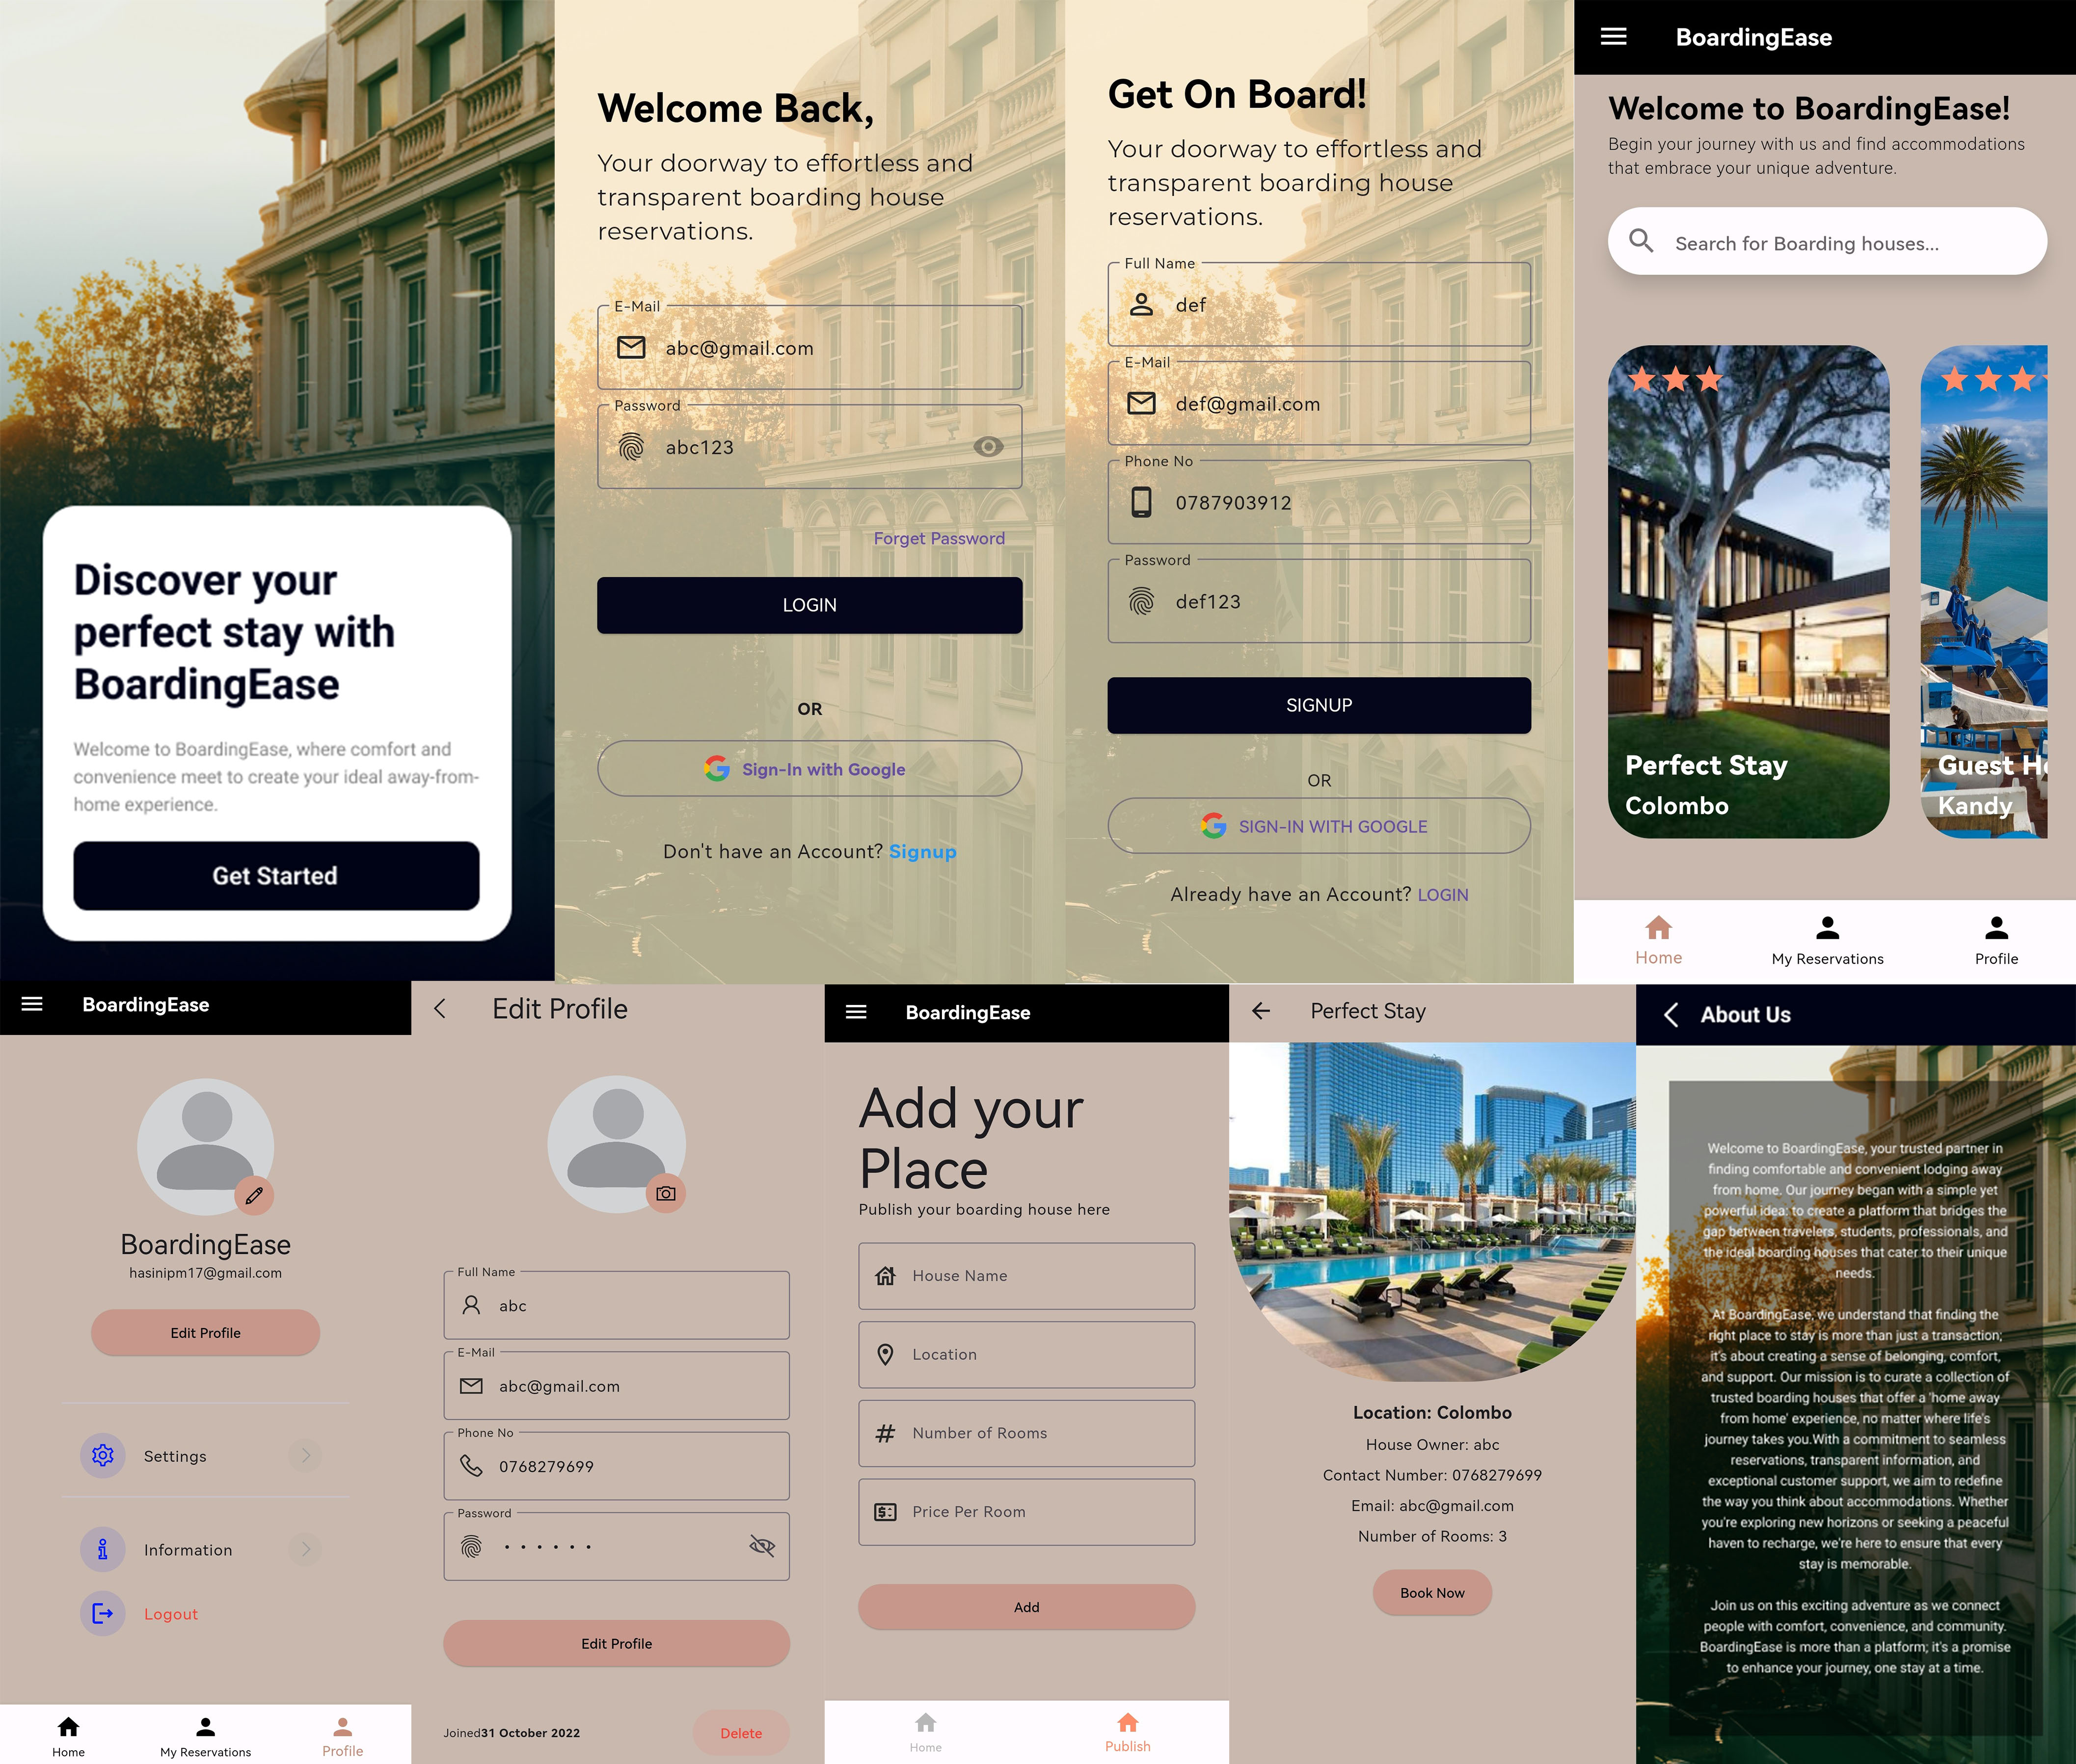 Discover your
perfect stay with
BoardingEase
Welcome to BoardingEase, where comfort and
convenience meet to create your ideal away-from-
home experience.
Get Started
Welcome Back,
Your doorway to effortless and
transparent boarding house
reservations.
E-Mail
abc@gmail.com
Password
abc123
Forget Password
LOGIN
OR
Sign-In with Google
Don't have an Account? Signup
Get On Board!
Your doorway to effortless and
transparent boarding house
reservations.
Full Name
def
E-Mail
def@gmail.com
Phone No
0787903912
Password
def123
SIGNUP
OR
SIGN-IN WITH GOOGLE
Already have an Account? LOGIN
BoardingEase
Welcome to BoardingEase!
Begin your journey with us and find accommodations
that embrace your unique adventure.
Search for Boarding houses...
Perfect Stay
Colombo
Guest
Kandy
Home
My Reservations
Profile
BoardingEase
BoardingEase
hasinipm17@gmail.com
Edit Profile
Settings
Information
Logout
Home
My Reservations
Profile
Edit Profile
Full Name
abc
E-Mail
abc@gmail.com
Phone No
0768279699
Password
Edit Profile
Joined31 October 2022
Delete
BoardingEase
Add your
Place
Publish your boarding house here
House Name
Location
Number of Rooms
Price Per Room
Add
Home
Publish
Perfect Stay
Location: Colombo
House Owner: abc
Contact Number: 0768279699
Email: abc@gmail.com
Number of Rooms: 3
Book Now
About Us
Welcome to BoardingEase, your trusted partner in
finding comfortable and convenient lodging away
from home. Our journey began with a simple yet
powerful idea: to create a platform that bridges the
gap between travelers, students, professionals, and
the ideal boarding houses that cater to their unique
needs.
At BoardingEase, we understand that finding the
right place to stay is more than just a transaction;
it's about creating a sense of belonging, comfort,
and support. Our mission is to curate a collection of
trusted boarding houses that offer a 'home away
from home' experience, no matter where life's
journey takes you.With a commitment to seamless
reservations, transparent information, and
exceptional customer support, we aim to redefine
the way you think about accommodations. Whether
you're exploring new horizons or seeking a peaceful
haven to recharge, we're here to ensure that every
stay is memorable.
Join us on this exciting adventure as we connect
people with comfort, convenience, and community.
BoardingEase is more than a platform; it's a promise
to enhance your journey, one stay at a time.